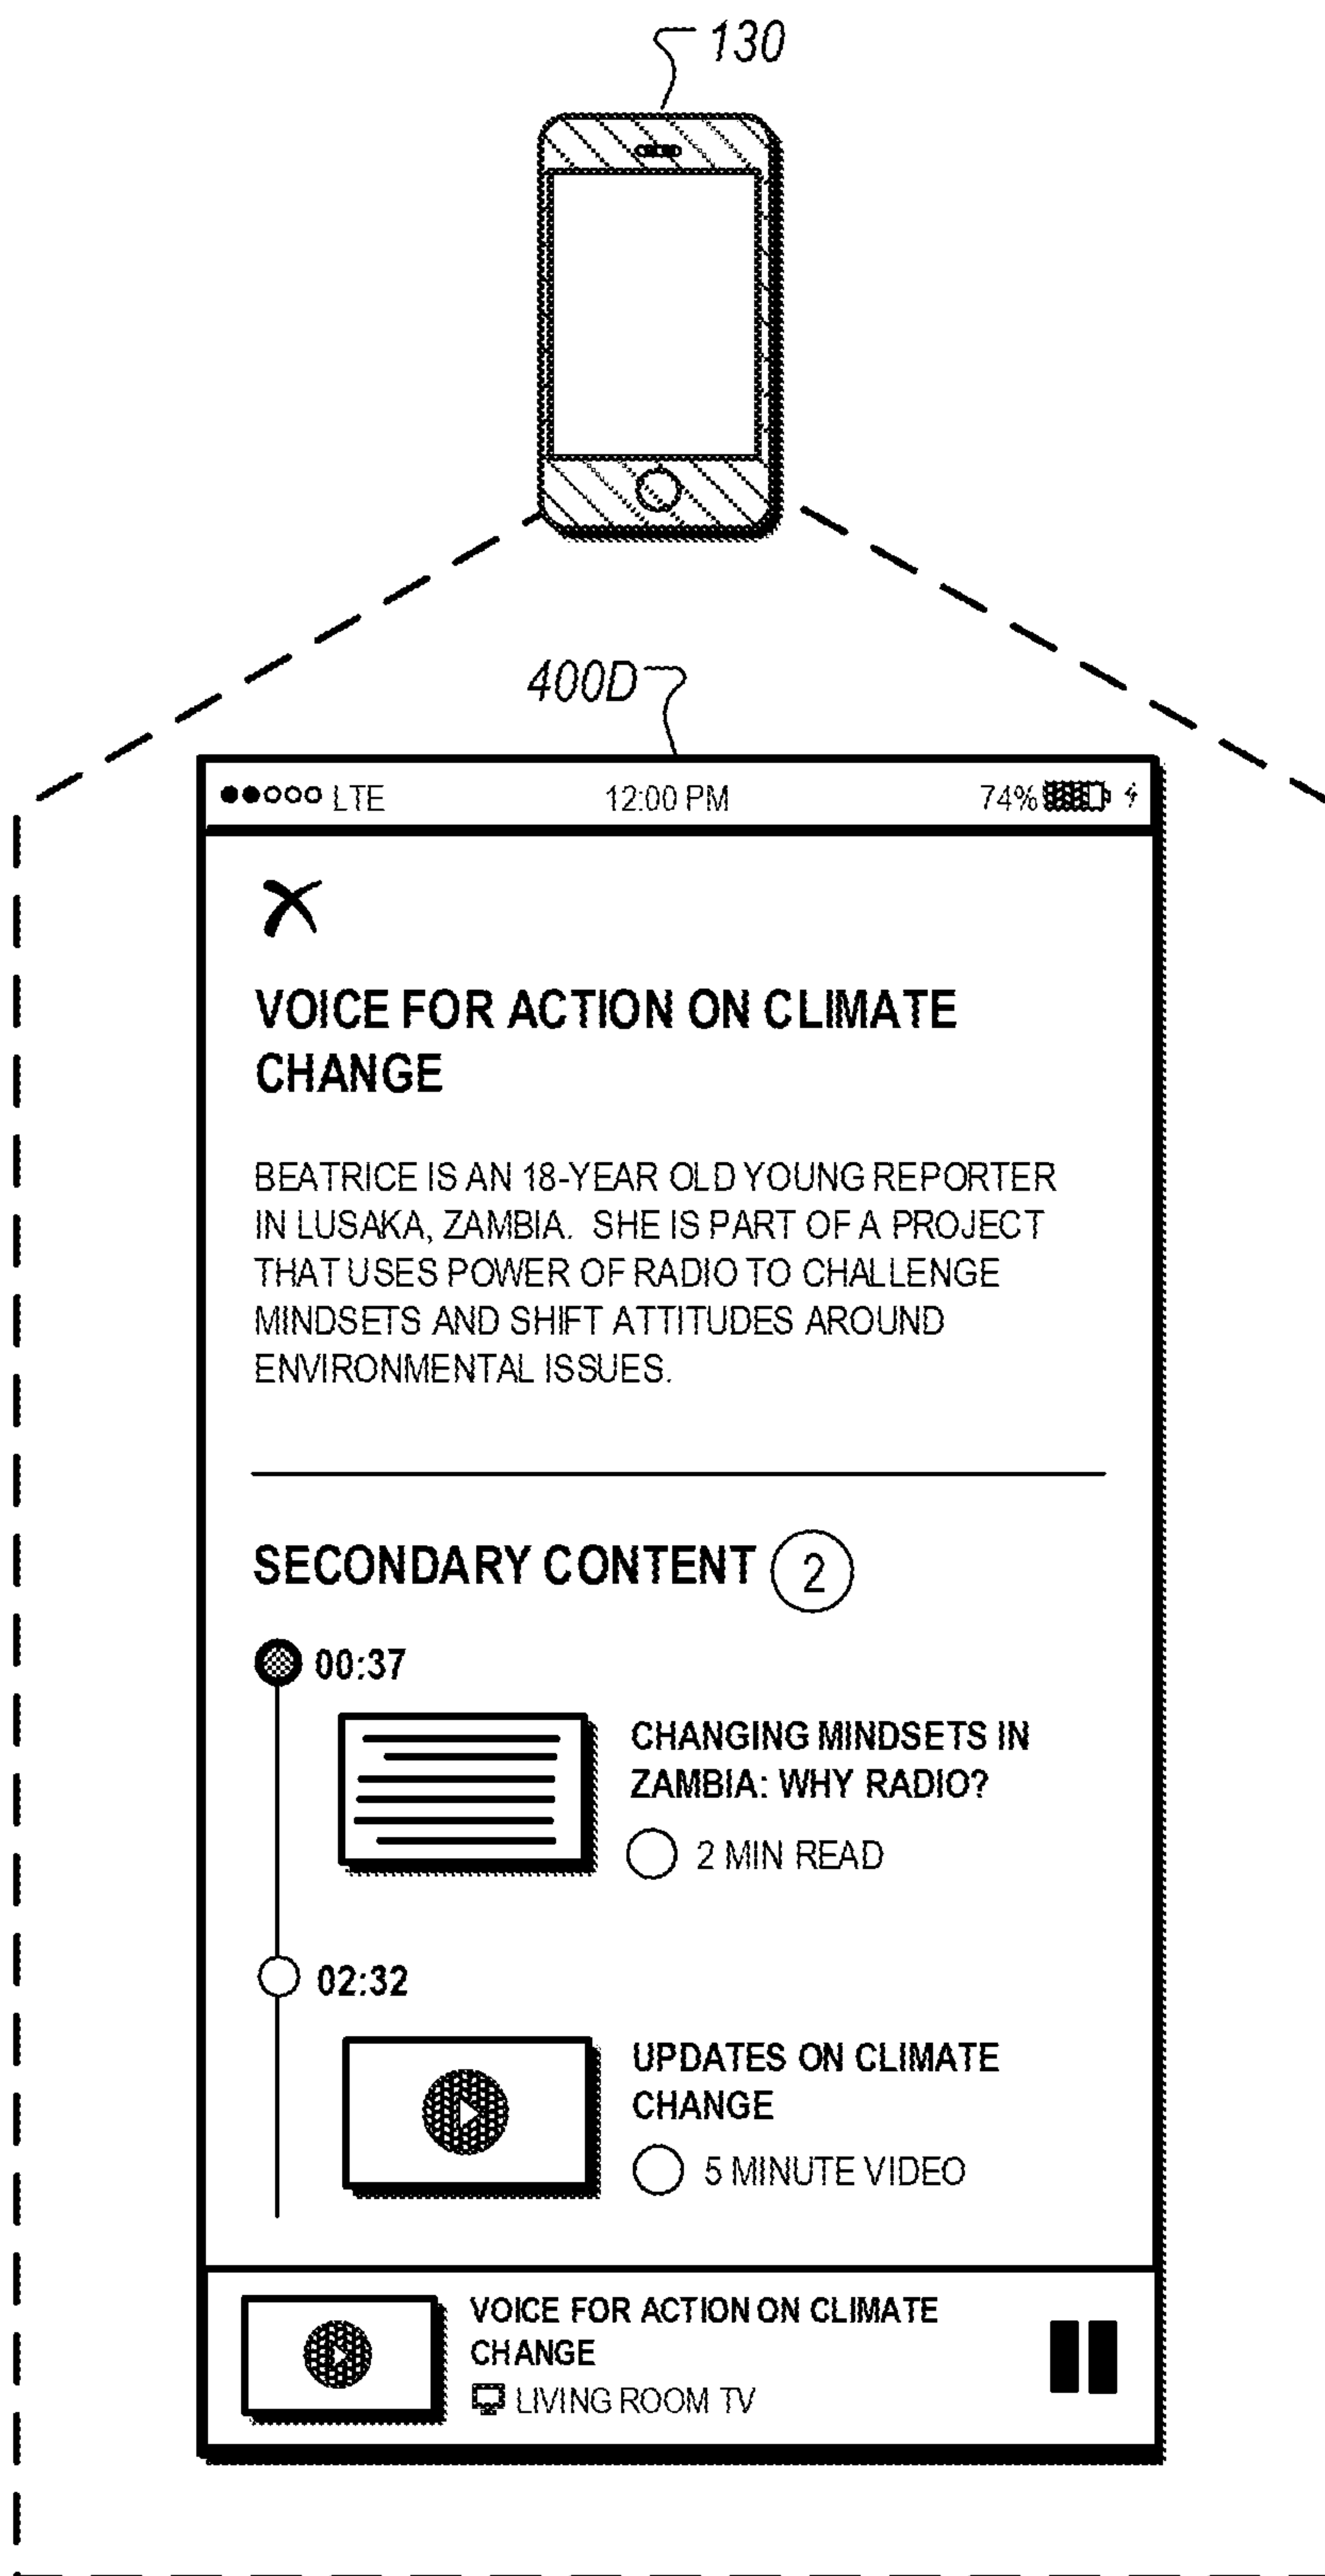 130
400D
LTE 12:00 PM 74%
VOICE FOR ACTION ON CLIMATE
CHANGE
BEATRICE IS AN 18-YEAR OLD YOUNG REPORTER
IN LUSAKA, ZAMBIA. SHE IS PART OF A PROJECT
THAT USES POWER OF RADIO TO CHALLENGE
MINDSETS AND SHIFT ATTITUDES AROUND
ENVIRONMENTAL ISSUES.
SECONDARY CONTENT 2
00:37
CHANGING MINDSETS IN
ZAMBIA: WHY RADIO?
2 MIN READ
02:32
UPDATES ON CLIMATE
CHANGE
5 MINUTE VIDEO
VOICE FOR ACTION ON CLIMATE
CHANGE
LIVING ROOM TV